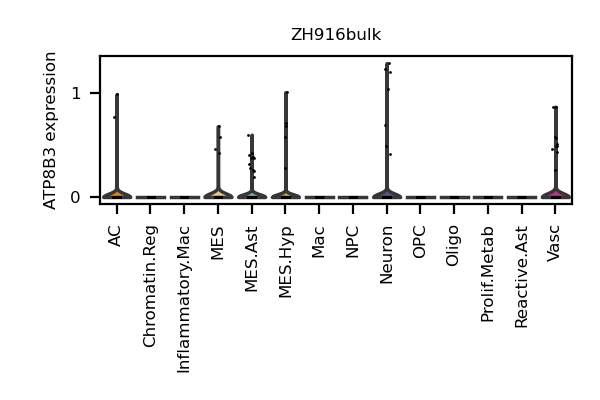 ZH916bulk
ATP8B3 expression
1
0
AC
Chromatin.Reg
Inflammatory.Mac
MES
MES.Ast
MES.Hyp
Mac
NPC
Neuron
OPC
Oligo
Prolif.Metab
Reactive.Ast
Vasc